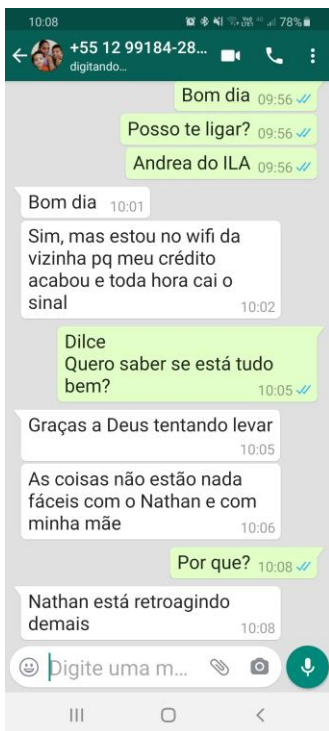 10:08
78%
+55 12 99184-28...
digitando...
Bom dia 09:56
Posso te ligar? 09:56
Andrea do ILA 09:56
Bom dia 10:01
Sim, mas estou no wifi da
vizinha pq meu crédito
acabou e toda hora cai o
sinal
10:02
Dilce
Quero saber se está tudo
bem?
10:05
Graças a Deus tentando levar
10:05
As coisas não estão nada
fáceis com o Nathan e com
minha mãe
10:06
Por que? 10:08
Nathan está retroagindo
demais
10:08
Digite uma m...